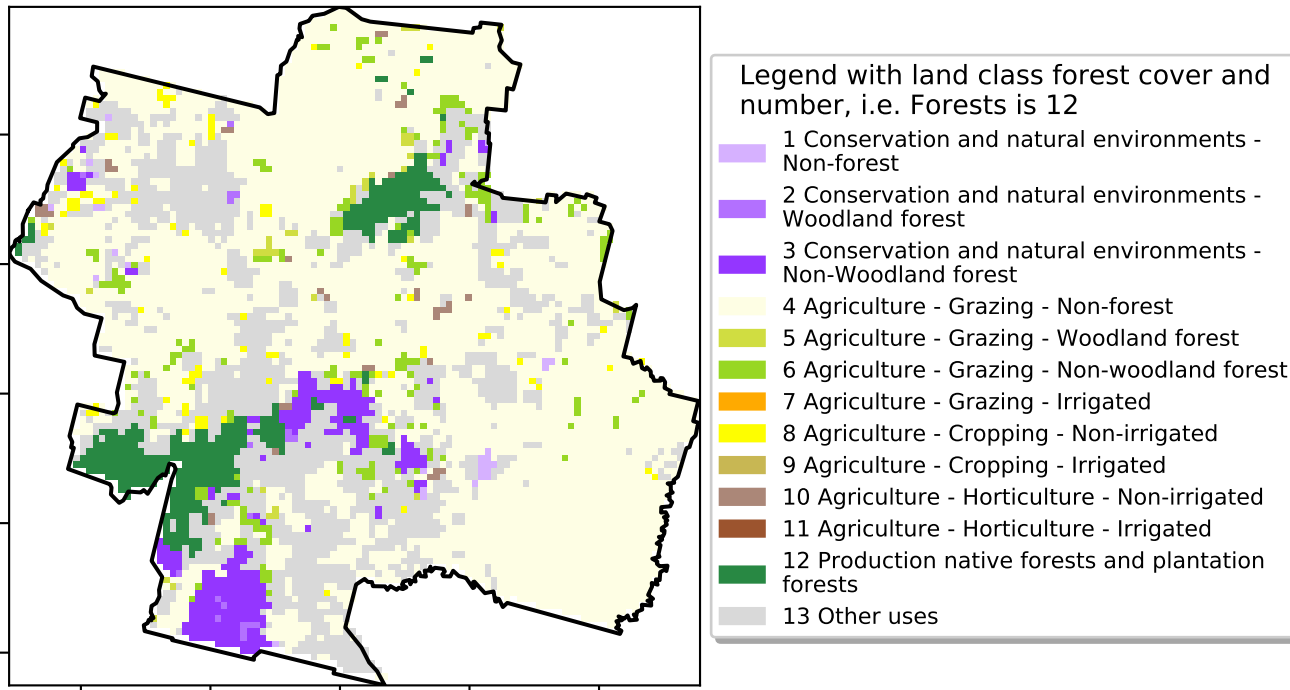 Legend with land class forest cover and
number, i.e. Forests is 12
1 Conservation and natural environments -
Non-forest
2 Conservation and natural environments -
Woodland forest
3 Conservation and natural environments -
Non-Woodland forest
4 Agriculture - Grazing - Non-forest
5 Agriculture - Grazing - Woodland forest
6 Agriculture - Grazing - Non-woodland forest
7 Agriculture - Grazing - Irrigated
8 Agriculture - Cropping - Non-irrigated
9 Agriculture - Cropping - Irrigated
10 Agriculture - Horticulture - Non-irrigated
11 Agriculture - Horticulture - Irrigated
12 Production native forests and plantation
forests
13 Other uses